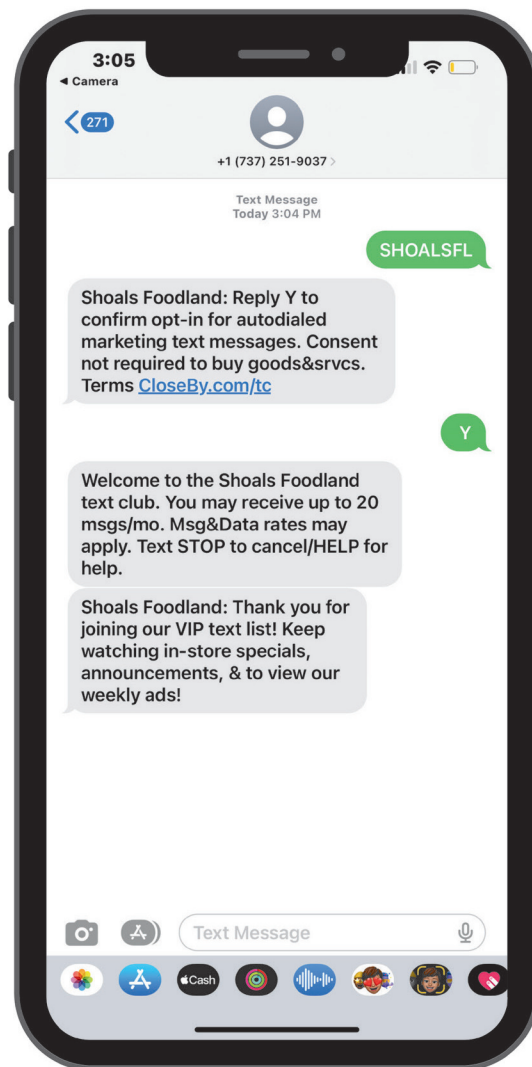 3:05
Camera
271
+1 (737) 251-9037
Text Message
Today 3:04 PM
SHOALSFL
Shoals Foodland: Reply Y to
confirm opt-in for autodialed
marketing text messages. Consent
not required to buy goods&srvcs.
Terms CloseBy.com/tc
Y
Welcome to the Shoals Foodland
text club. You may receive up to 20
msgs/mo. Msg&Data rates may
apply. Text STOP to cancel/HELP for
help.
Shoals Foodland: Thank you for
joining our VIP text list! Keep
watching in-store specials,
announcements, & to view our
weekly ads!
Text Message
Cash